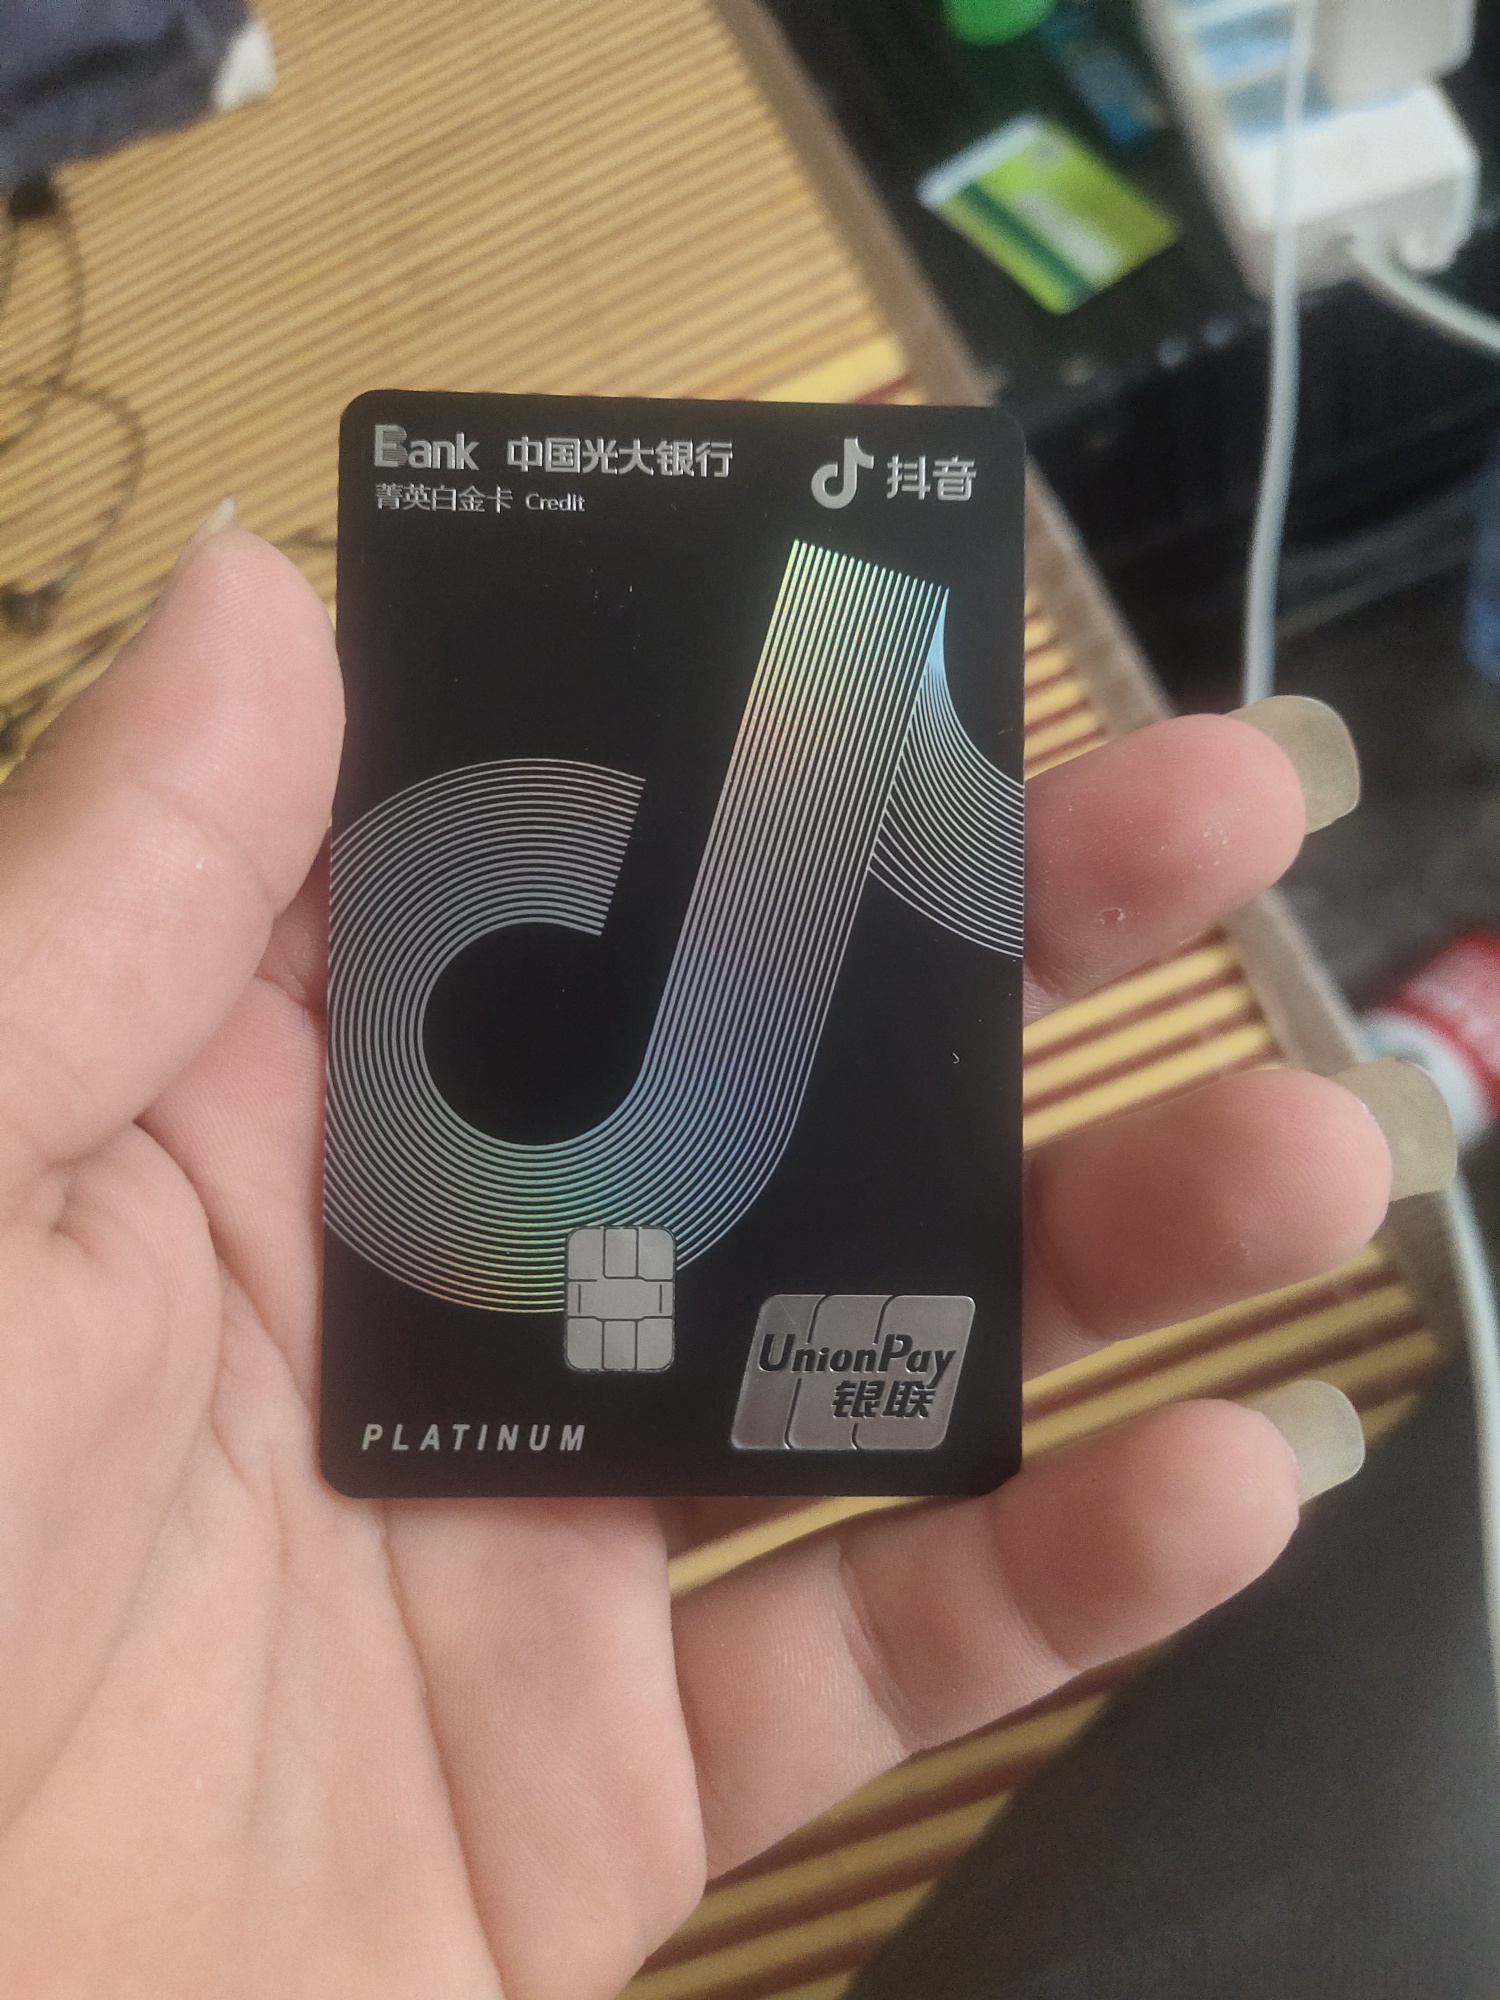 Bank 中国光大银行
菁英白金卡 Credit
抖音
PLATINUM
UnionPay
银联